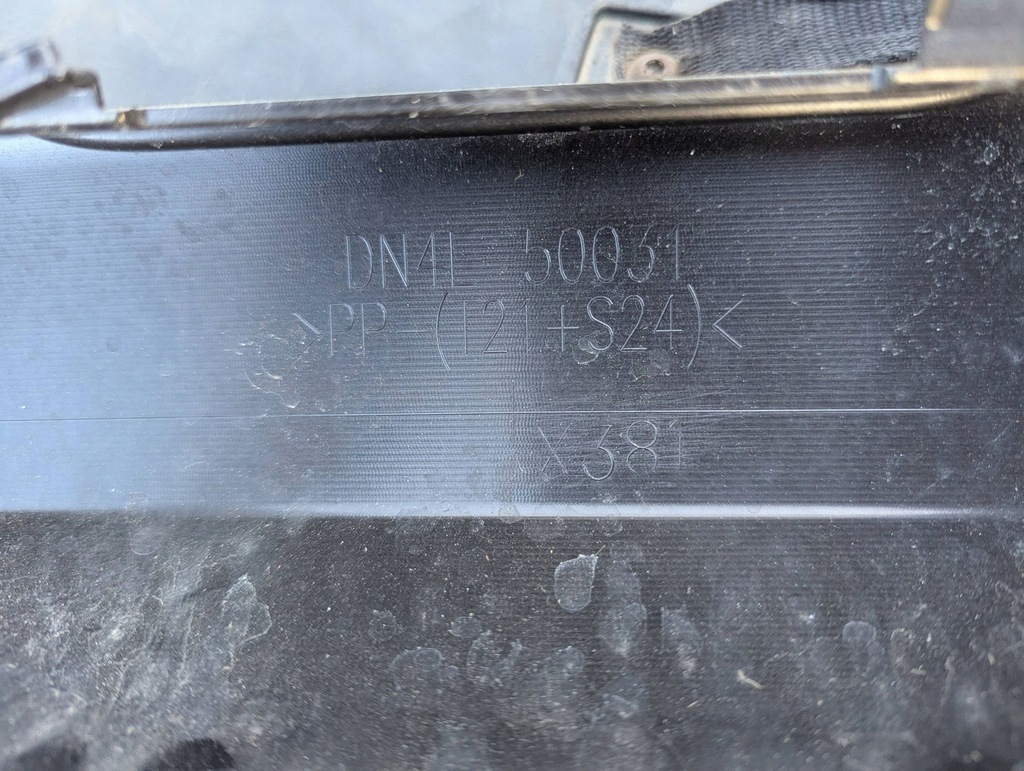 DN4L 50031
>PP-(T21+S24)<
X381